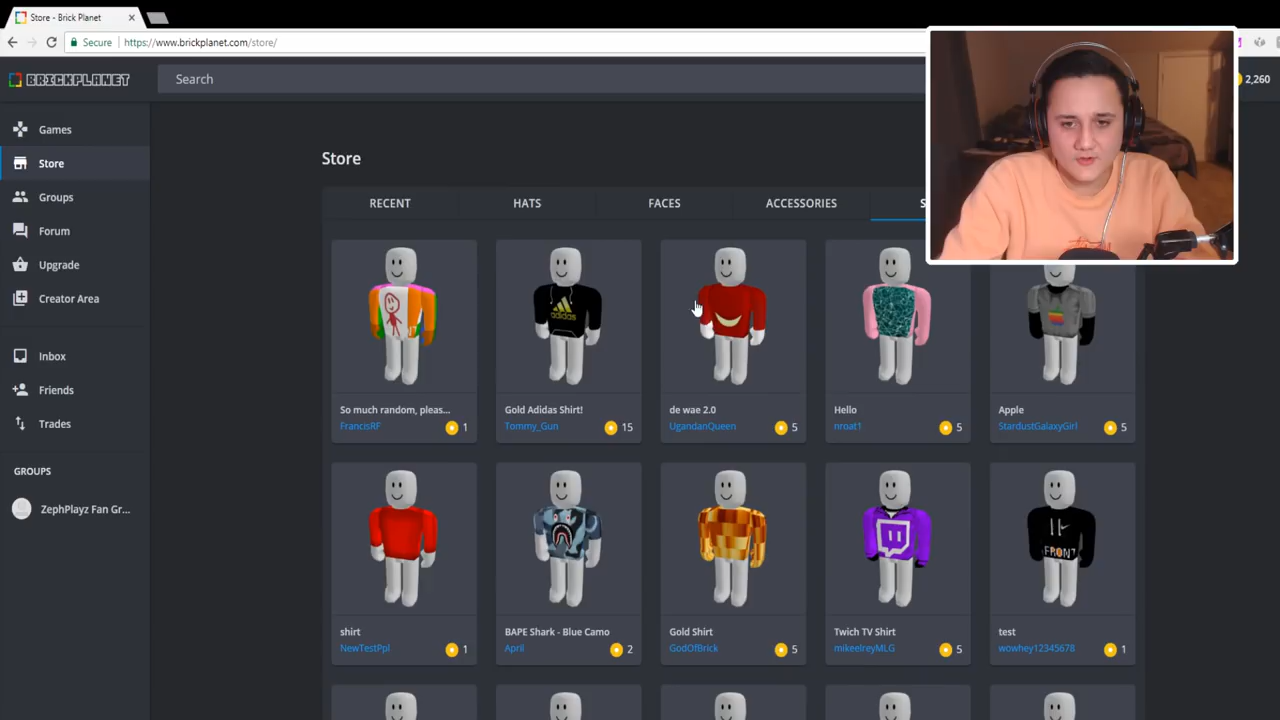 Store - Brick Planet
Secure https://www.brickplanet.com/store/
BRICKPLANET
Search
2,260
Games
Store
Groups
Forum
Upgrade
Creator Area
Inbox
Friends
Trades
GROUPS
ZephPlayz Fan Gr...
Store
RECENT HATS FACES ACCESSORIES S
adidas
So much random, pleas...
FrancisRF 1
Gold Adidas Shirt!
Tommy_Gun 15
de wae 2.0
UgandanQueen 5
Hello
nroat1 5
Apple
StardustGalaxyGirl 5
FRONT
shirt
NewTestPpl 1
BAPE Shark - Blue Camo
April 2
Gold Shirt
GodOfBrick 5
Twich TV Shirt
mikeelreyMLG 5
test
wowhey12345678 1